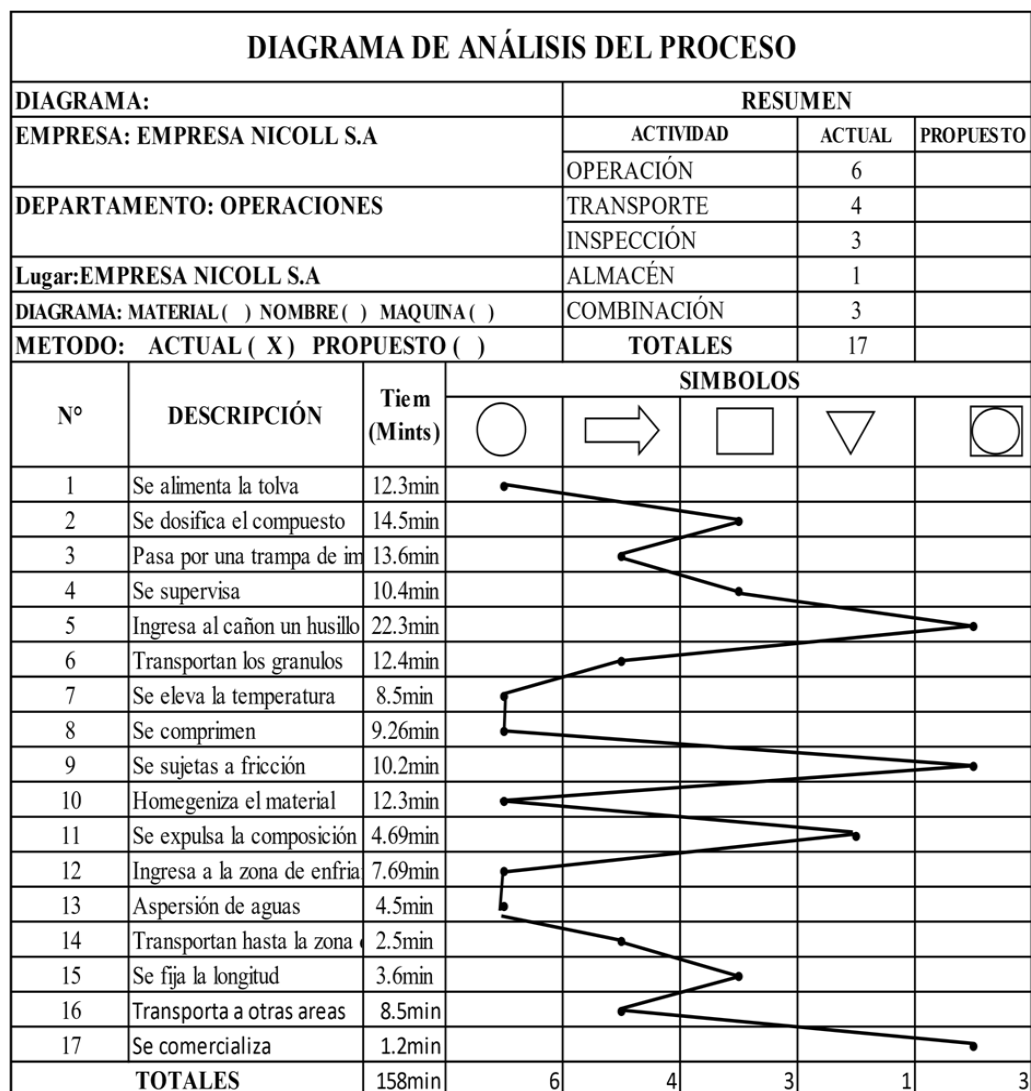 DIAGRAMA DE ANÁLISIS DEL PROCESO
DIAGRAMA: RESUMEN
EMPRESA: EMPRESA NICOLL S.A ACTIVIDAD ACTUAL PROPUESTO
OPERACIÓN 6
DEPARTAMENTO: OPERACIONES TRANSPORTE 4
INSPECCIÓN 3
Lugar:EMPRESA NICOLL S.A ALMACÉN 1
DIAGRAMA: MATERIAL ( ) NOMBRE ( ) MAQUINA ( ) COMBINACIÓN 3
METODO: ACTUAL ( X ) PROPUESTO ( ) TOTALES 17
N° DESCRIPCIÓN Tiem (Mints) SIMBOLOS
1 Se alimenta la tolva 12.3min
2 Se dosifica el compuesto 14.5min
3 Pasa por una trampa de im 13.6min
4 Se supervisa 10.4min
5 Ingresa al cañon un husillo 22.3min
6 Transportan los granulos 12.4min
7 Se eleva la temperatura 8.5min
8 Se comprimen 9.26min
9 Se sujetas a fricción 10.2min
10 Homegeniza el material 12.3min
11 Se expulsa la composición 4.69min
12 Ingresa a la zona de enfria 7.69min
13 Aspersión de aguas 4.5min
14 Transportan hasta la zona 2.5min
15 Se fija la longitud 3.6min
16 Transporta a otras areas 8.5min
17 Se comercializa 1.2min
TOTALES 158min 6 4 3 1 3